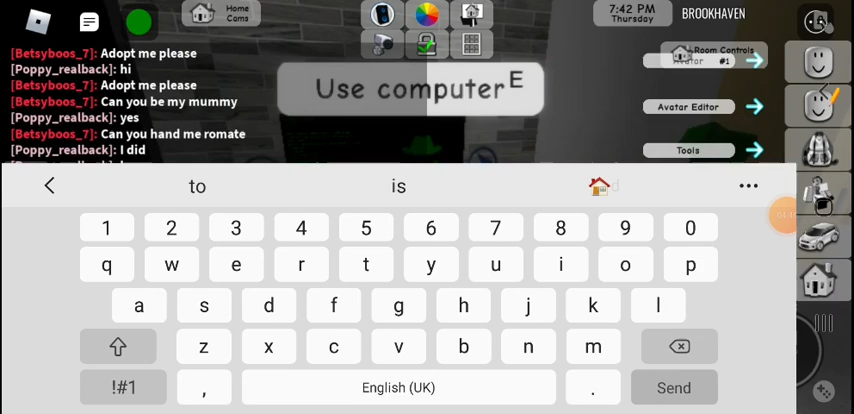 Home
Cams
7:42 PM
Thursday
BROOKHAVEN
[Betsyboos_7]: Adopt me please
[Poppy_realback]: hi
[Betsyboos_7]: Adopt me please
[Betsyboos_7]: Can you be my mummy
[Poppy_realback]: yes
[Betsyboos_7]: Can you hand me romate
[Poppy_realback]: I did
Use computer E
Room Controls
Avatar #1
Avatar Editor
Tools
to is
1 2 3 4 5 6 7 8 9 0
q w e r t y u i o p
a s d f g h j k l
z x c v b n m
!#1 , English (UK) . Send